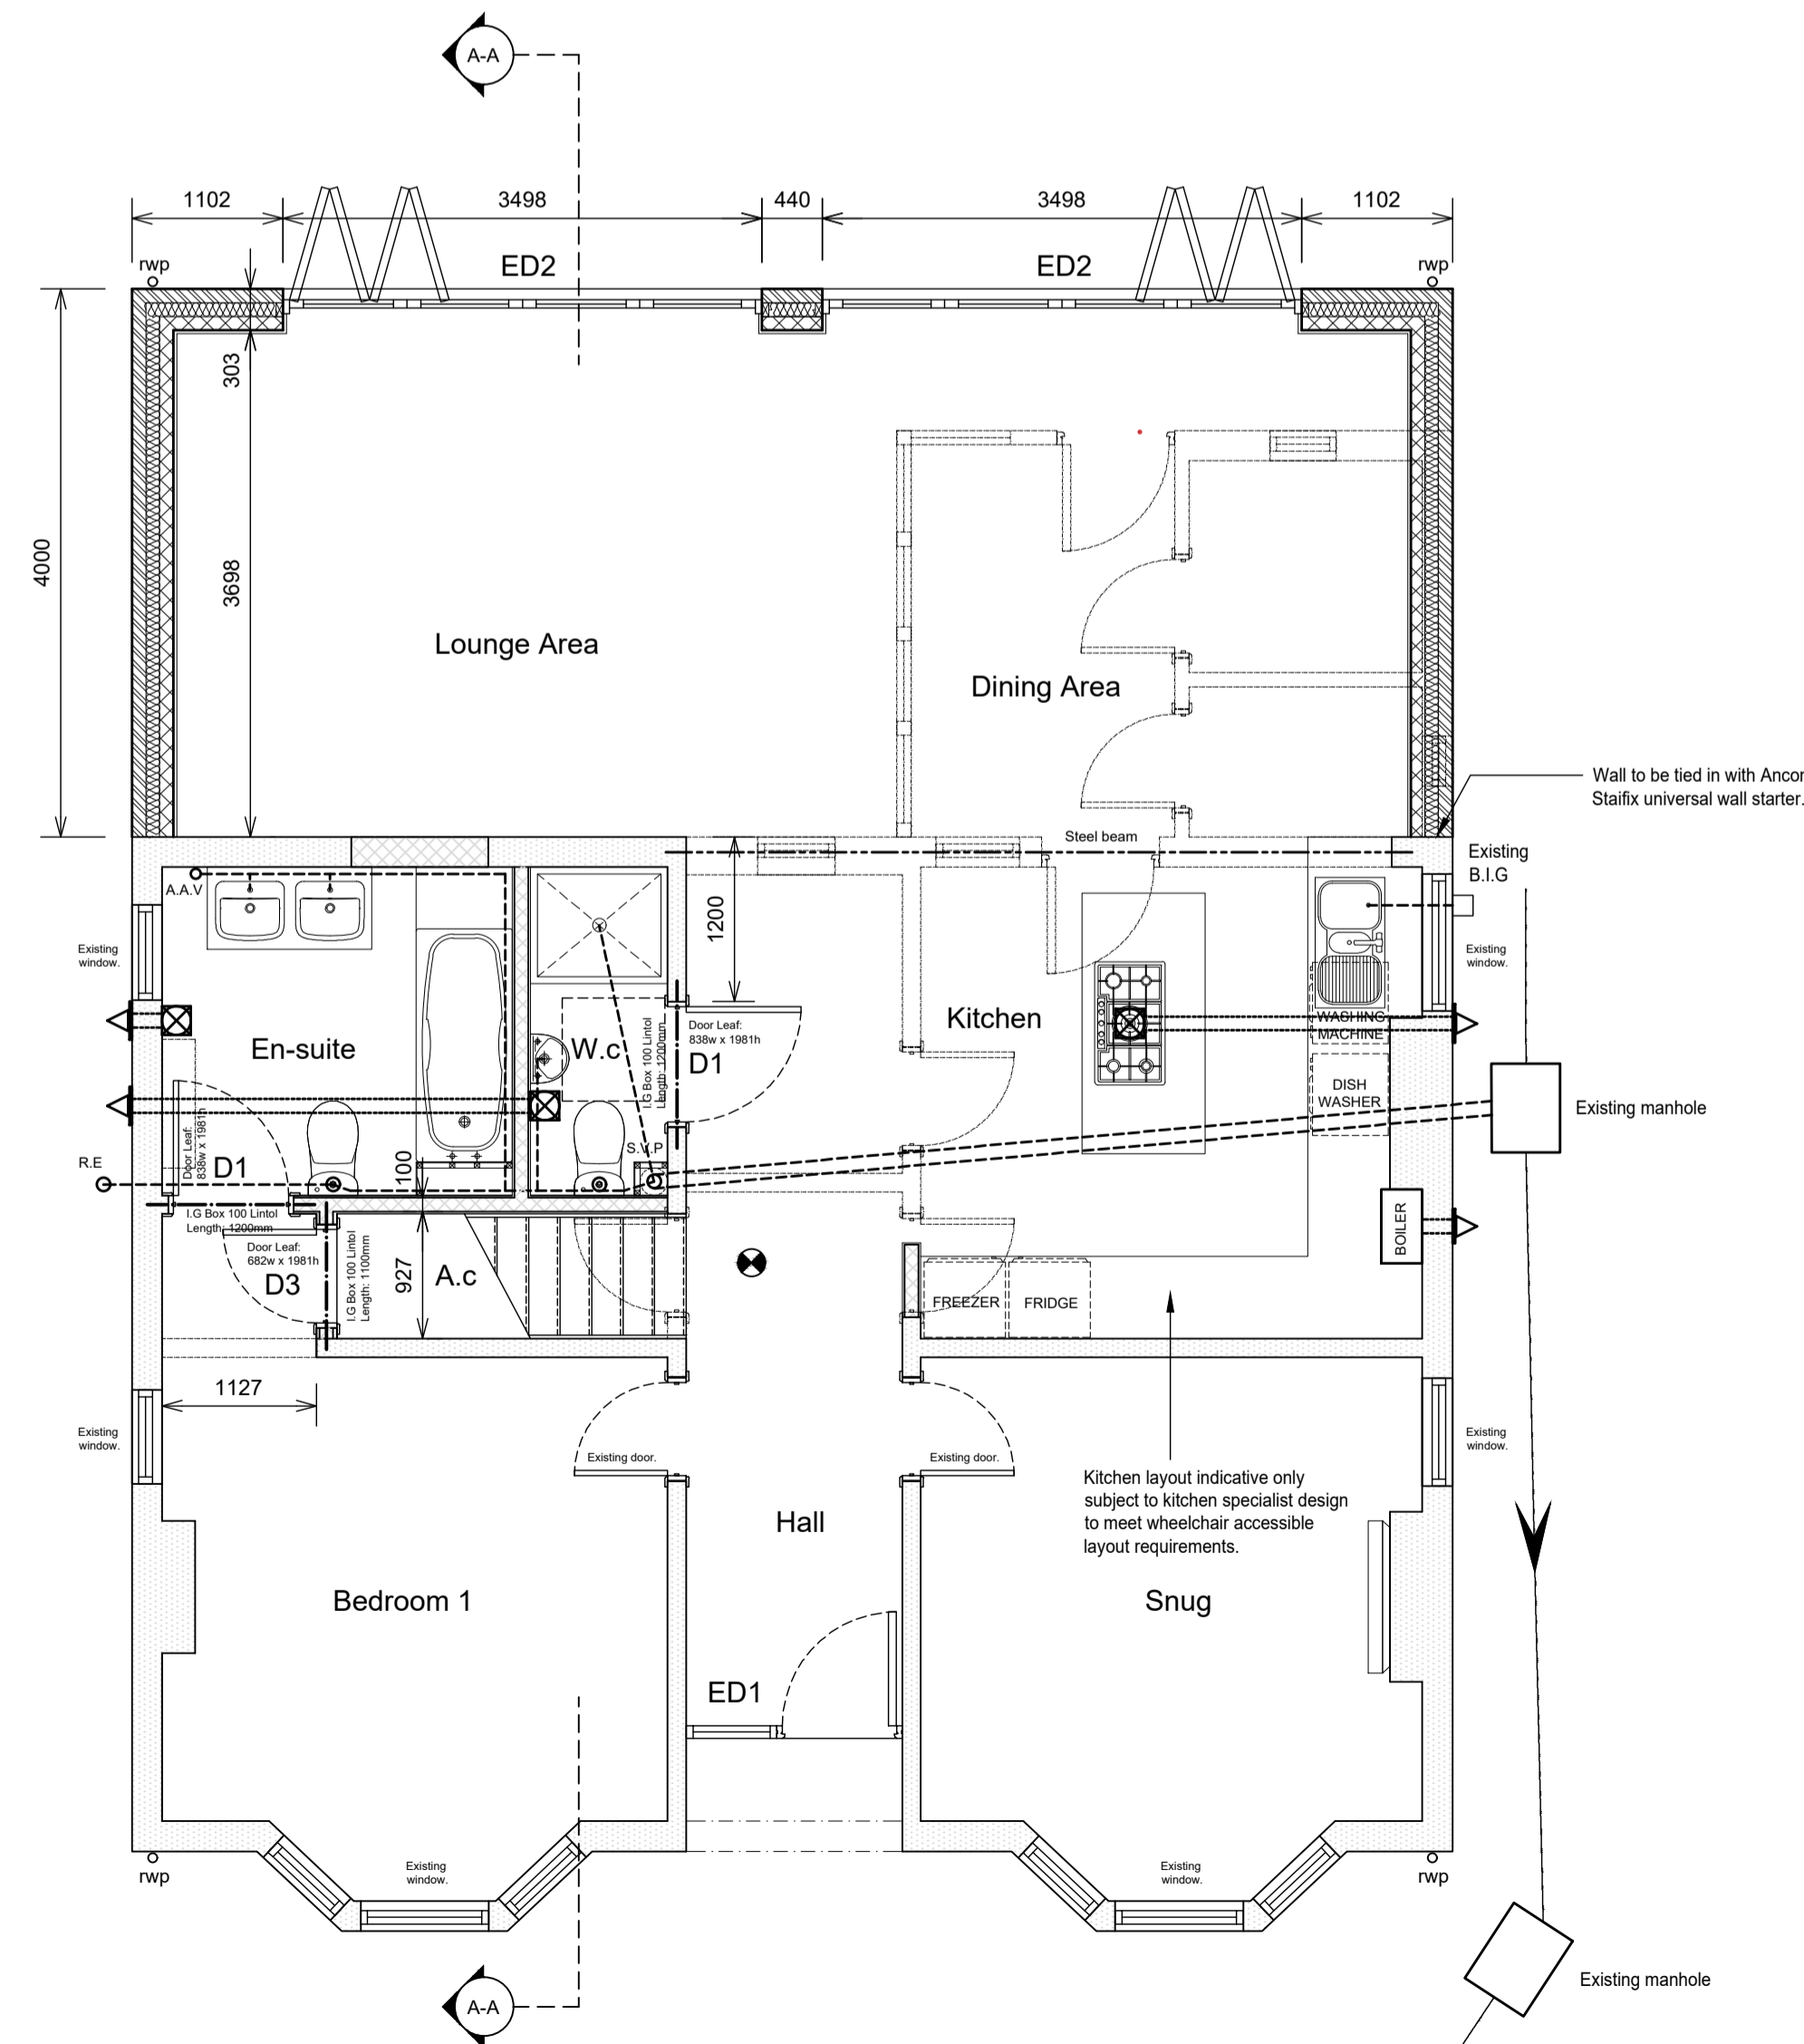 A-A
1102
3498
440
3498
1102
rwp
ED2
ED2
rwp
303
4000
3698
Lounge Area
Dining Area
Wall to be tied in with Ancon
Staifix universal wall starter.
Steel beam
Existing
B.I.G
A.A.V
1200
Existing
window.
Existing
window.
Kitchen
WASHING
MACHINE
En-suite
W.c
I.G Box 100 Lintol
Length: 1200mm
Door Leaf:
838w x 1981h
D1
DISH
WASHER
Existing manhole
Door Leaf:
838w x 1981h
D1
R.E
100
S.V.P
I.G Box 100 Lintol
Length: 1200mm
Door Leaf:
682w x 1981h
D3
I.G Box 100 Lintol
Length: 1100mm
927
A.c
BOILER
FREEZER
FRIDGE
1127
Existing
window.
Existing door.
Existing door.
Existing
window.
Kitchen layout indicative only
subject to kitchen specialist design
to meet wheelchair accessible
layout requirements.
Hall
Bedroom 1
Snug
ED1
rwp
Existing
window.
Existing
window.
rwp
Existing manhole
A-A